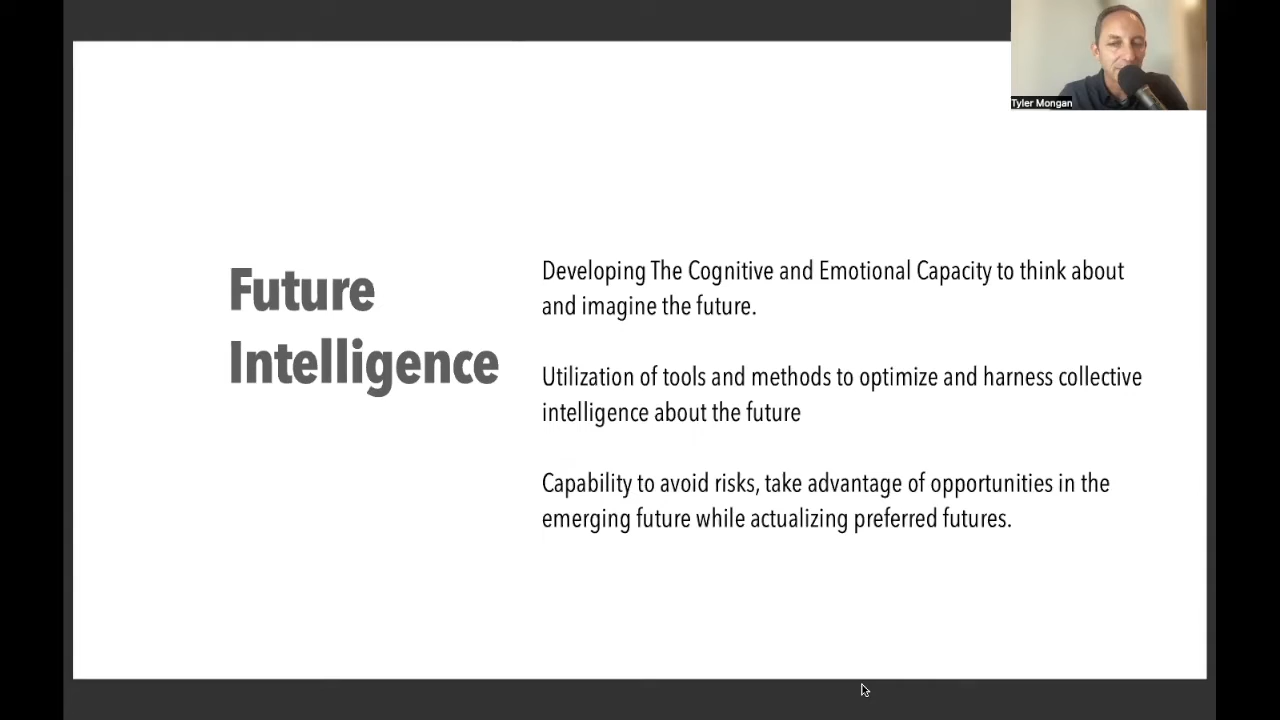 Tyler Mongan
Future
Intelligence
Developing The Cognitive and Emotional Capacity to think about
and imagine the future.
Utilization of tools and methods to optimize and harness collective
intelligence about the future
Capability to avoid risks, take advantage of opportunities in the
emerging future while actualizing preferred futures.